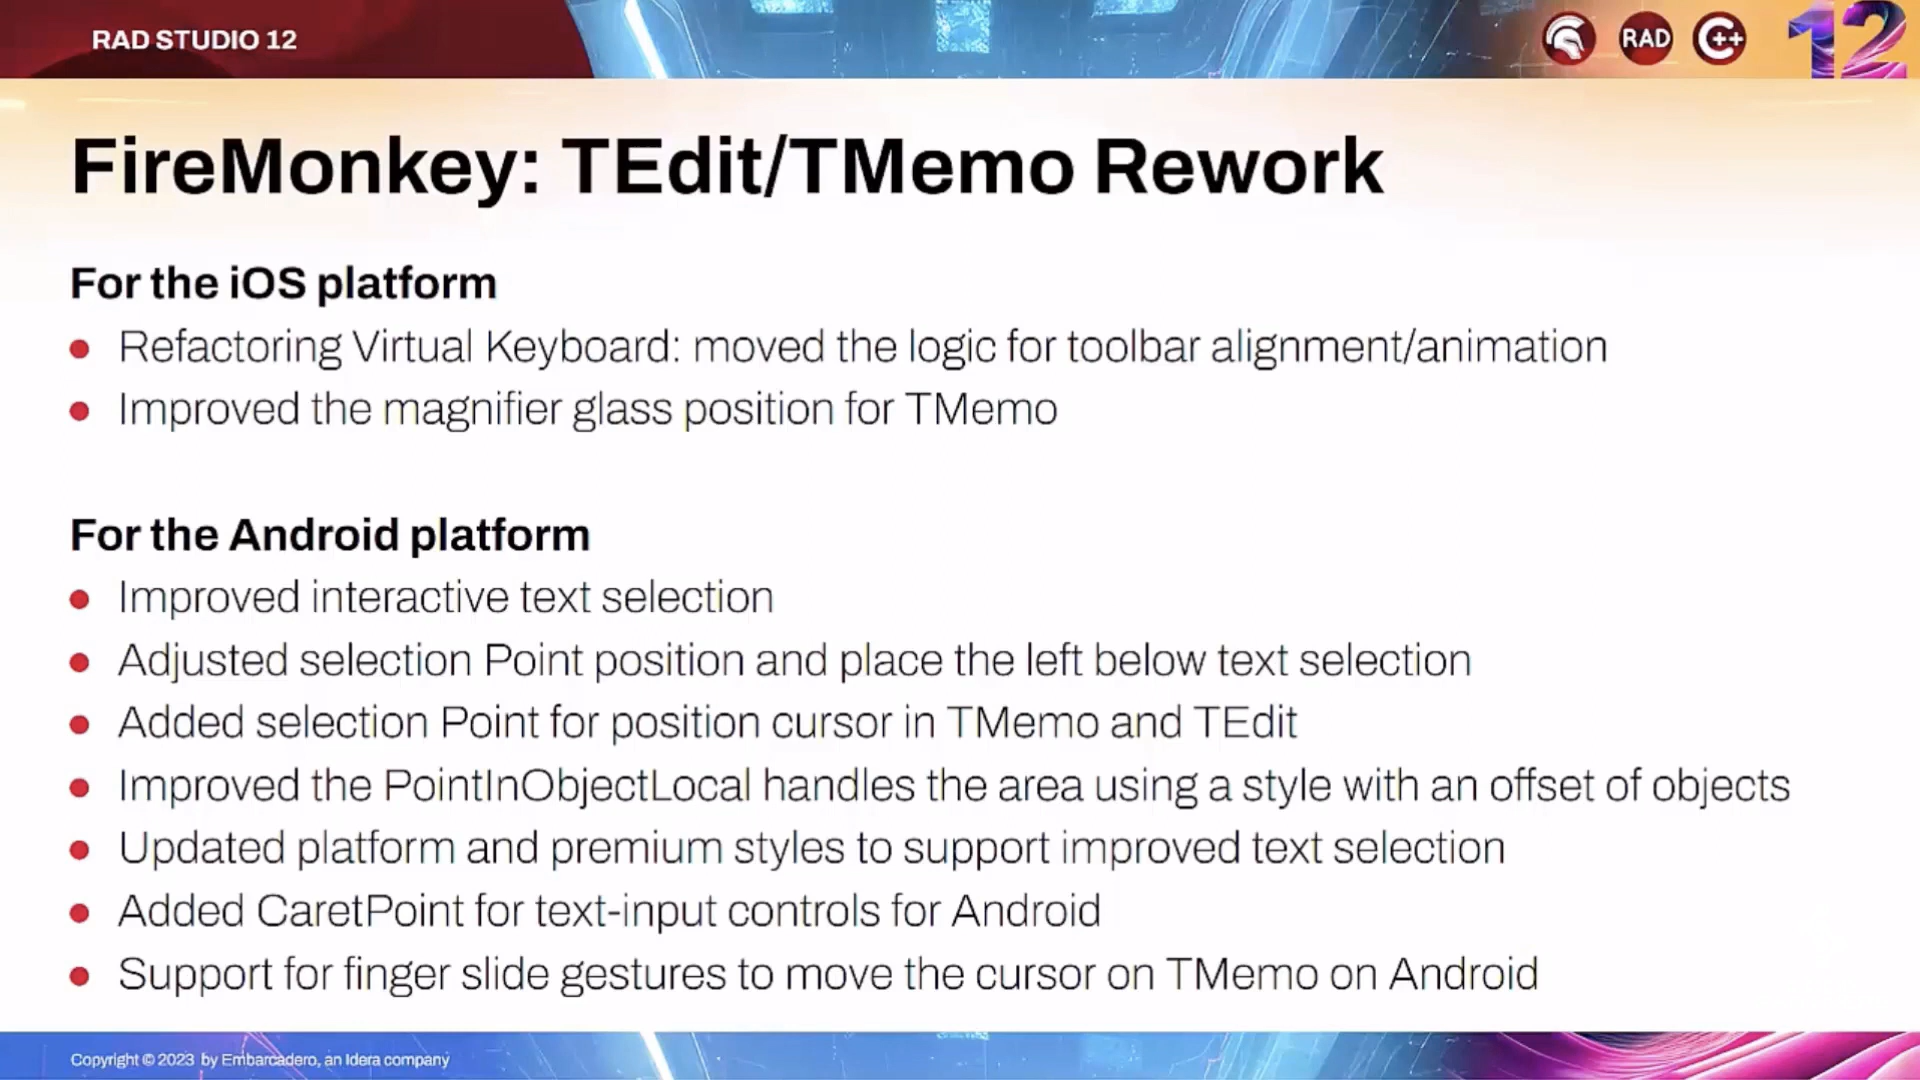 RAD STUDIO 12
RAD
C++
12
FireMonkey: TEdit/TMemo Rework
For the iOS platform
Refactoring Virtual Keyboard: moved the logic for toolbar alignment/animation
Improved the magnifier glass position for TMemo
For the Android platform
Improved interactive text selection
Adjusted selection Point position and place the left below text selection
Added selection Point for position cursor in TMemo and TEdit
Improved the PointInObjectLocal handles the area using a style with an offset of objects
Updated platform and premium styles to support improved text selection
Added CaretPoint for text-input controls for Android
Support for finger slide gestures to move the cursor on TMemo on Android
Copyright © 2023 by Embarcadero, an Idera company